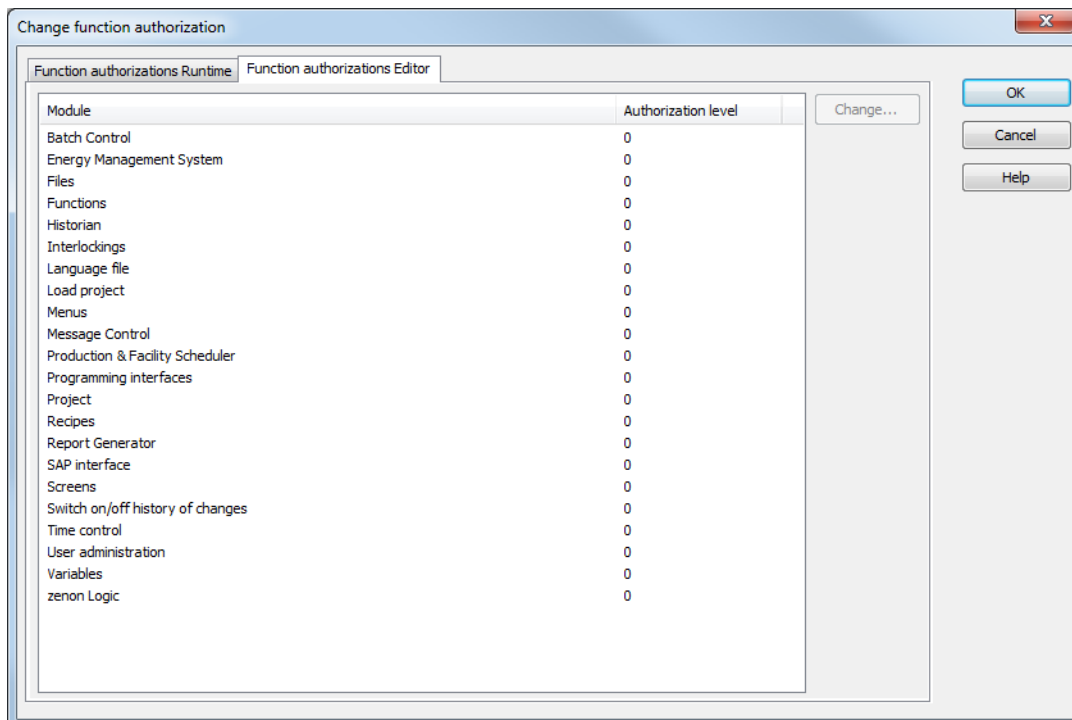 Change function authorization
Function authorizations Runtime Function authorizations Editor
Module Authorization level
Batch Control 0
Energy Management System 0
Files 0
Functions 0
Historian 0
Interlockings 0
Language file 0
Load project 0
Menus 0
Message Control 0
Production & Facility Scheduler 0
Programming interfaces 0
Project 0
Recipes 0
Report Generator 0
SAP interface 0
Screens 0
Switch on/off history of changes 0
Time control 0
User administration 0
Variables 0
zenon Logic 0
Change...
OK
Cancel
Help